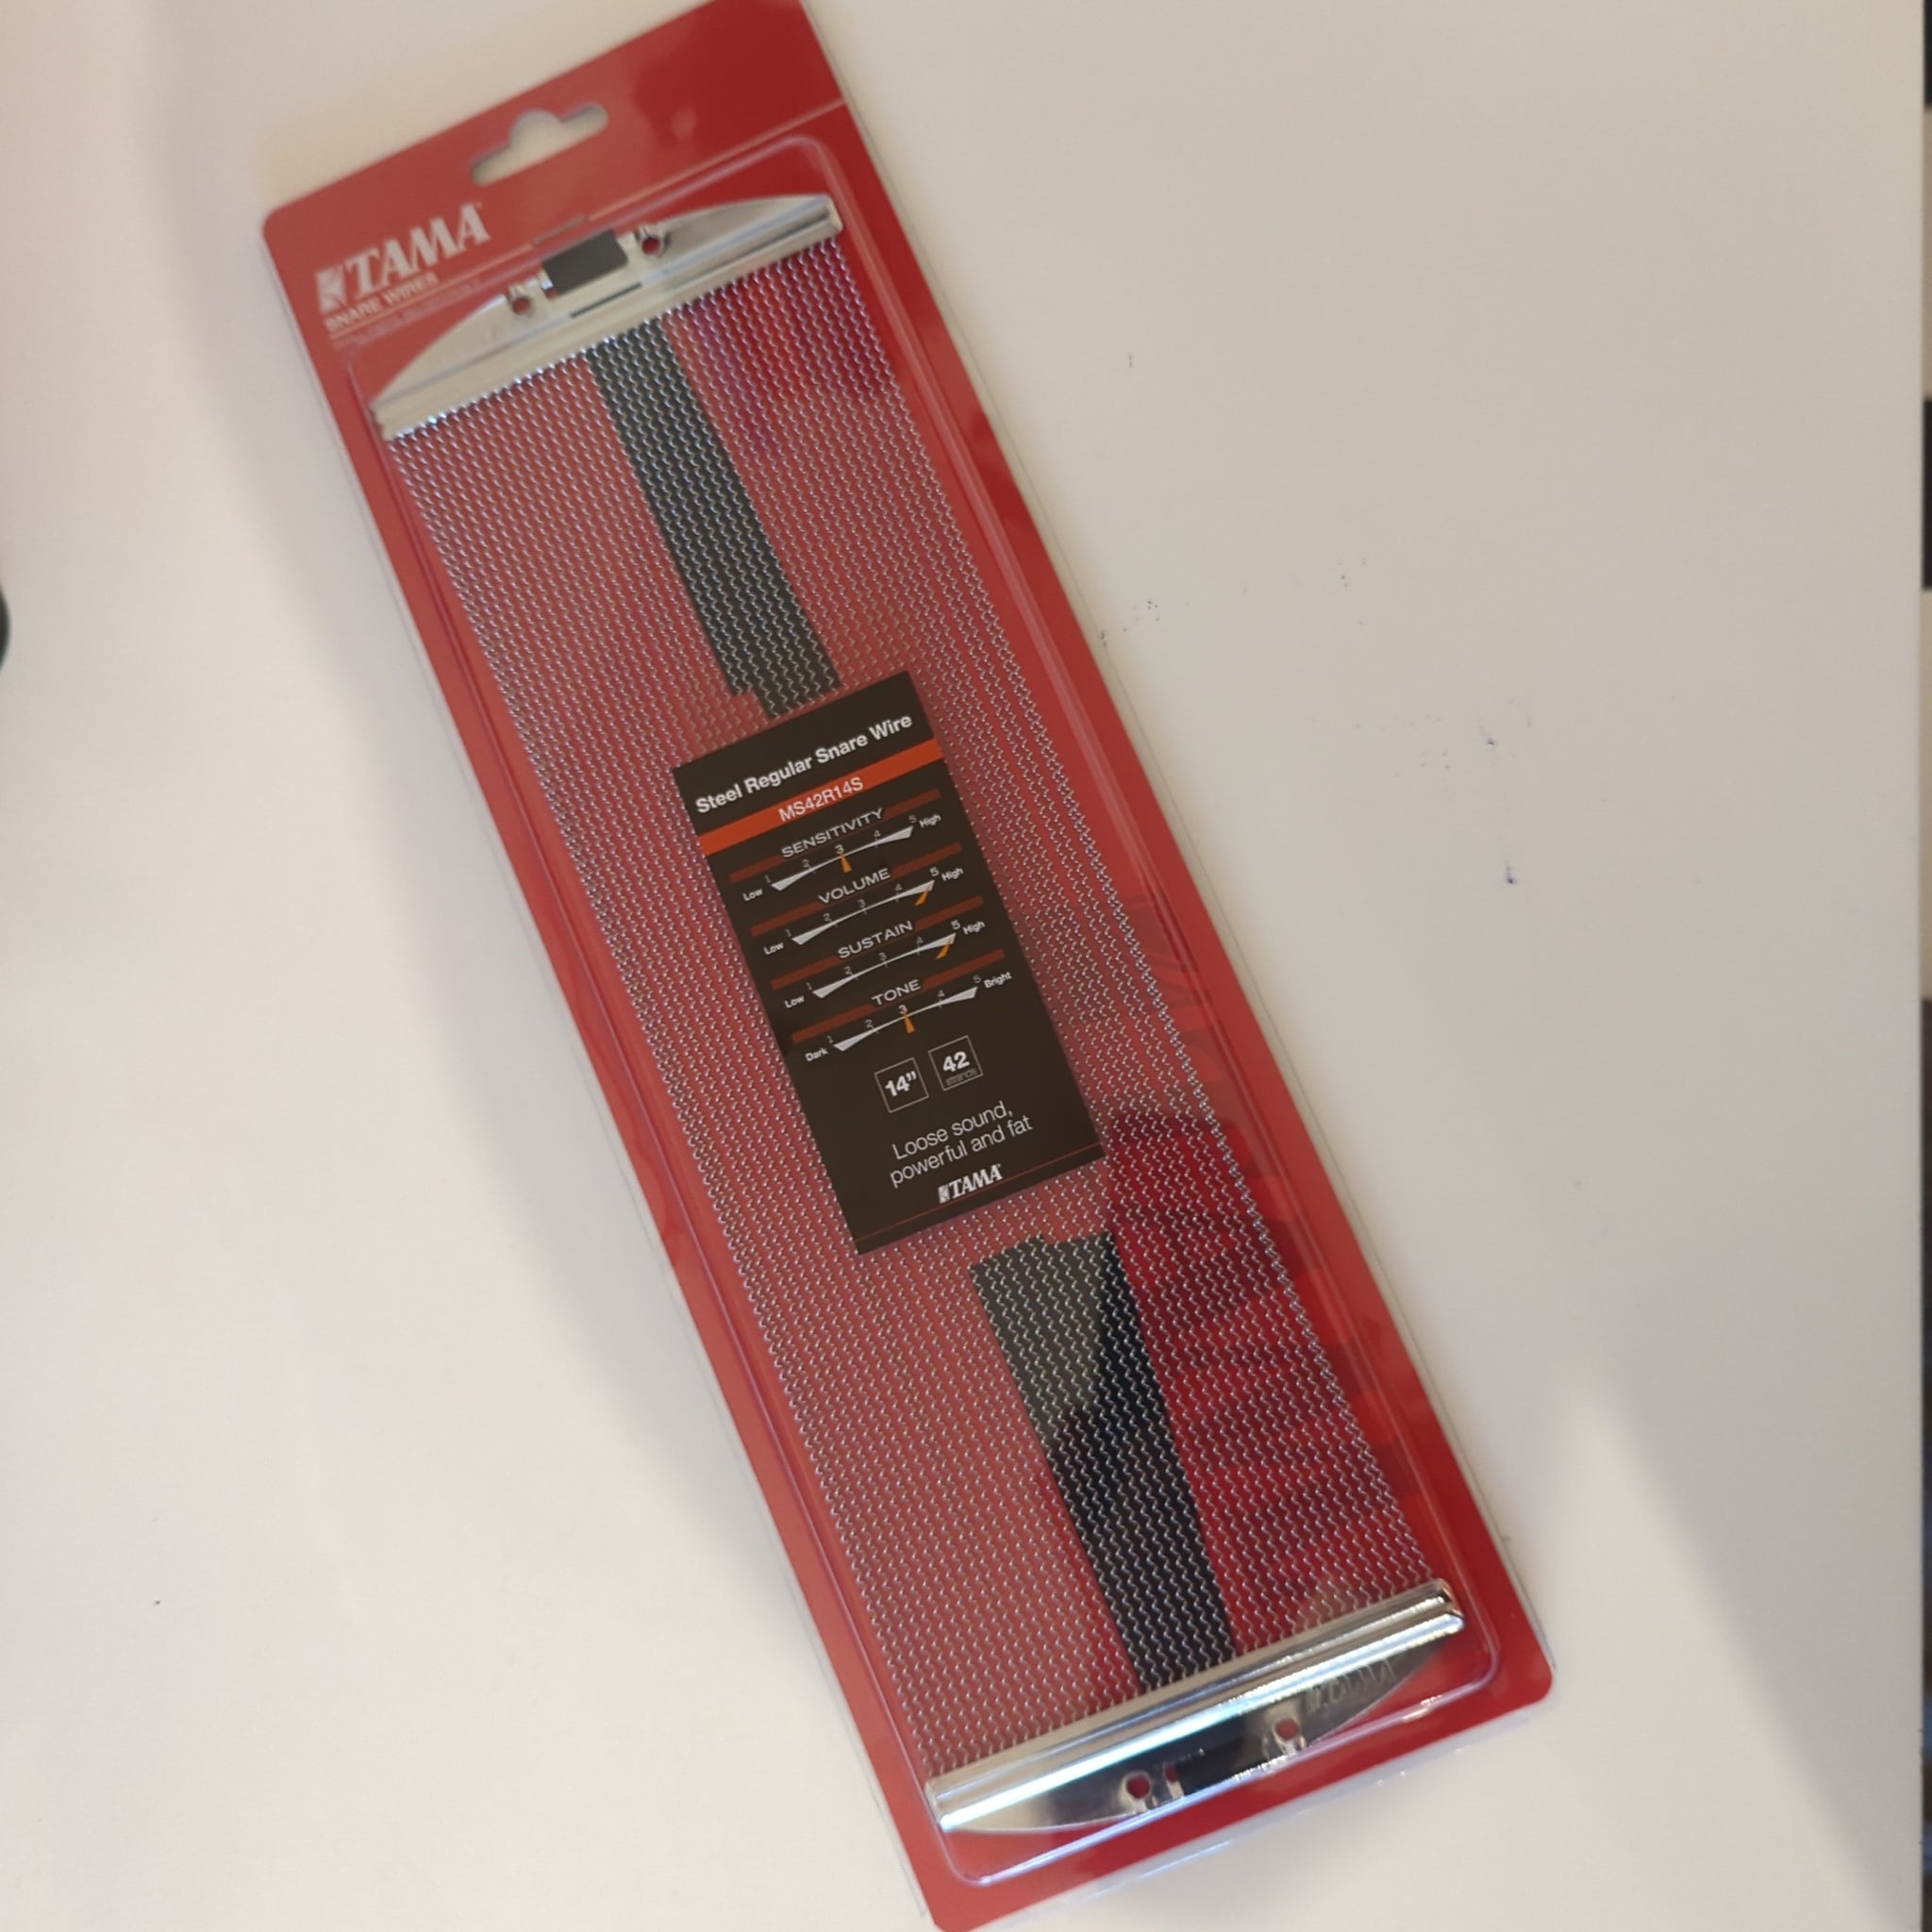 TAMA
SNARE WIRES
Steel Regular Snare Wire
MS42R14S
SENSITIVITY
Low 1 2 3 4 5 High
VOLUME
Low 1 2 3 4 5 High
SUSTAIN
Low 1 2 3 4 5 High
TONE
Dark 1 2 3 4 5 Bright
14” 42
strands
Loose sound,
powerful and fat
TAMA
TAMA